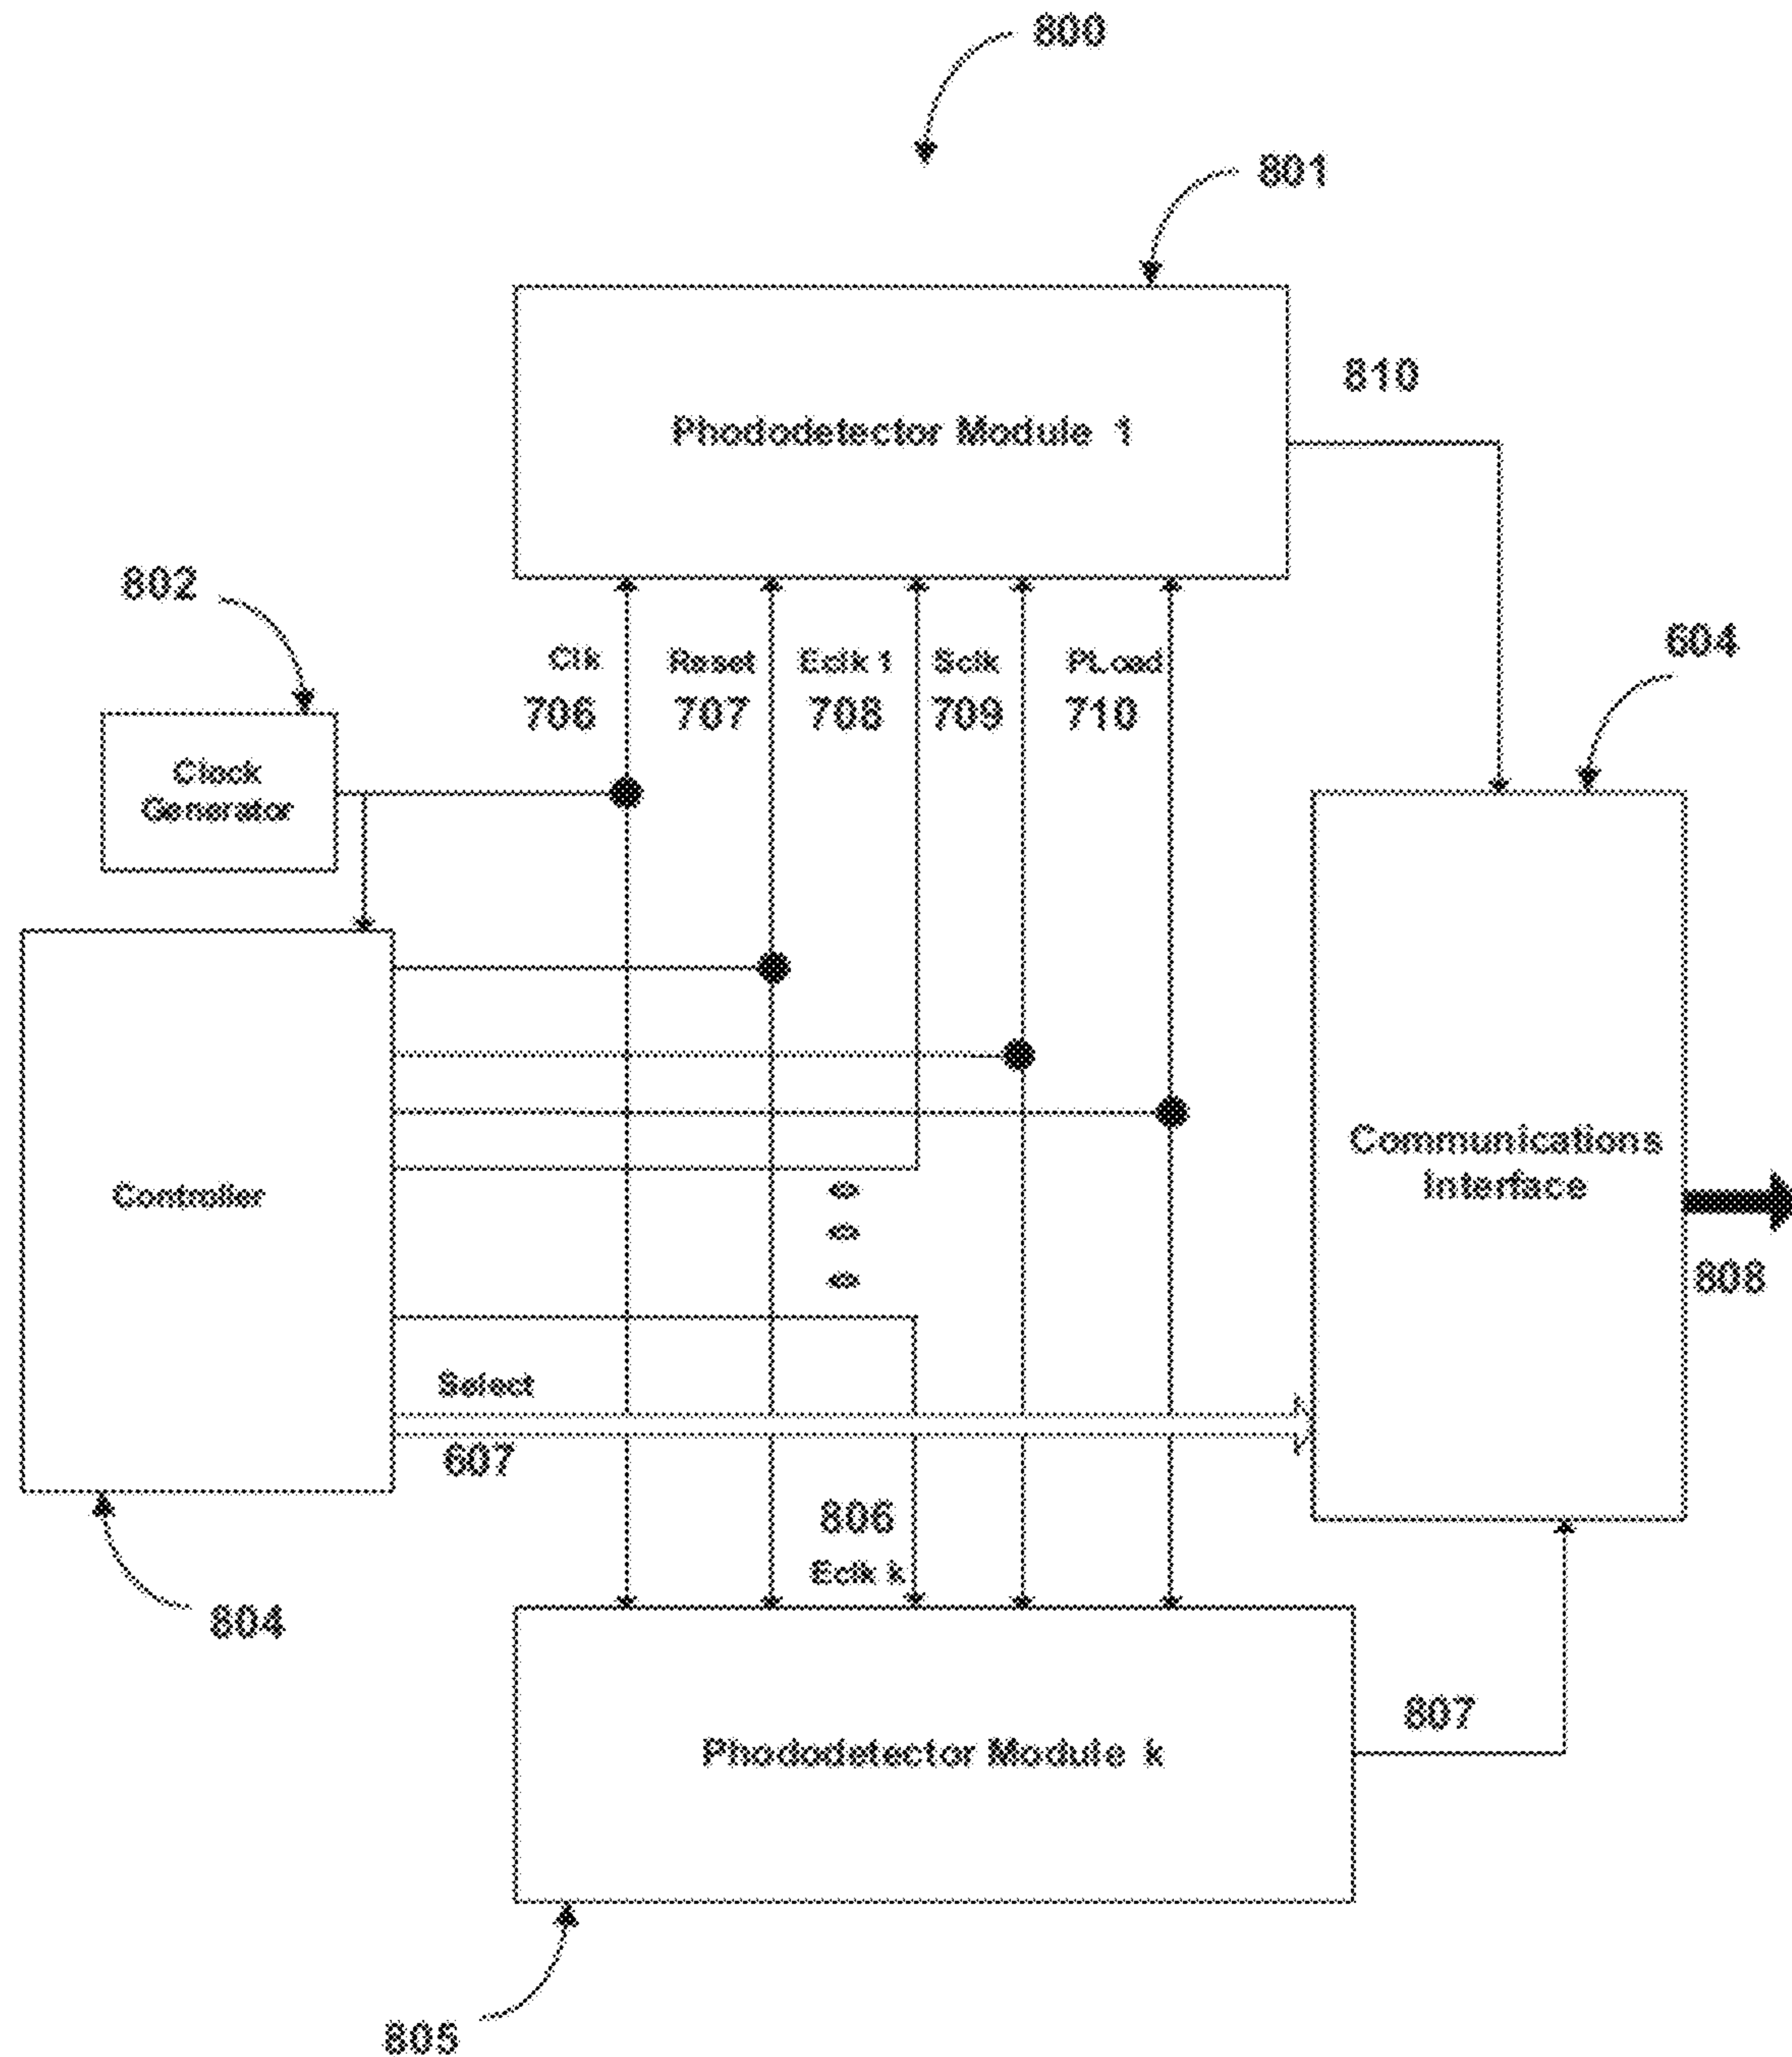 800
801
Phododetector Module 1
810
802
604
Clk
Reset
Eclk 1
Sclk
PLoad
706
707
708
709
710
Clock
Generator
Controller
Communications
Interface
808
Select
607
806
Eclk k
804
Phododetector Module k
807
805